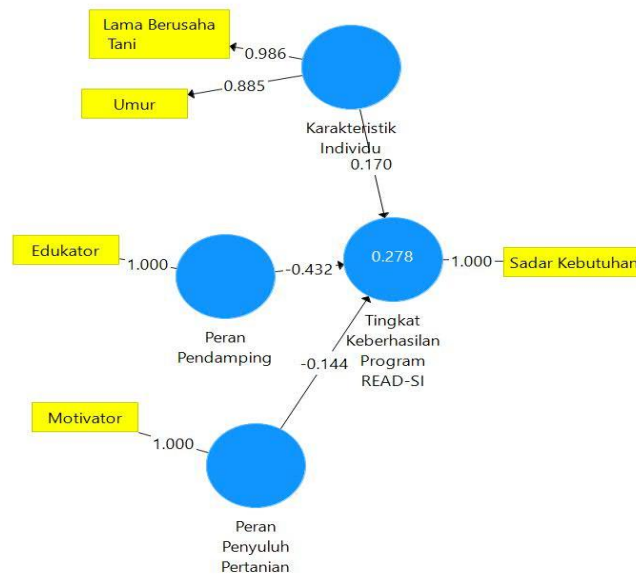 Lama Berusaha
Tani
0.986
0.885
Umur
Karakteristik
Individu
0.170
Edukator
1.000
-0.432
0.278
1.000
Sadar Kebutuhan
Peran
Pendamping
Tingkat
Keberhasilan
Program
READ-SI
-0.144
Motivator
1.000
Peran
Penyuluh
Pertanian